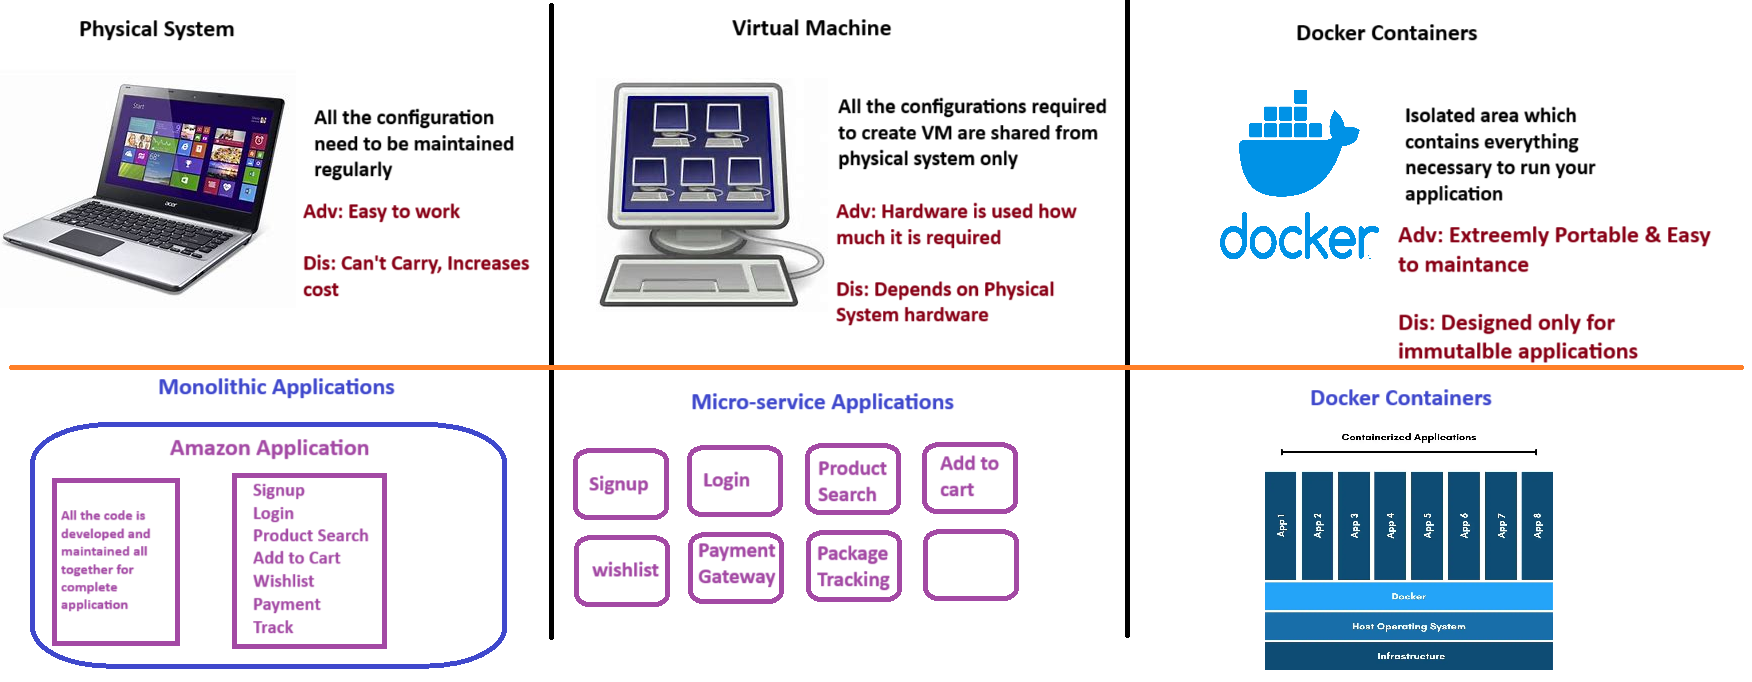 Physical System
All the configuration
need to be maintained
regularly
Adv: Easy to work
Dis: Can't Carry, Increases
cost
Start
acer
Virtual Machine
All the configurations required
to create VM are shared from
physical system only
Adv: Hardware is used how
much it is required
Dis: Depends on Physical
System hardware
Docker Containers
docker
Isolated area which
contains everything
necessary to run your
application
Adv: Extreemly Portable & Easy
to maintance
Dis: Designed only for
immutalble applications
Monolithic Applications
Amazon Application
All the code is
developed and
maintained all
together for
complete
application
Signup
Login
Product Search
Add to Cart
Wishlist
Payment
Track
Micro-service Applications
Signup
Login
Product
Search
Add to
cart
wishlist
Payment
Gateway
Package
Tracking
Docker Containers
Containerized Applications
App 1
App 2
App 3
App 4
App 5
App 6
App 7
App 8
Docker
Host Operating System
Infrastructure